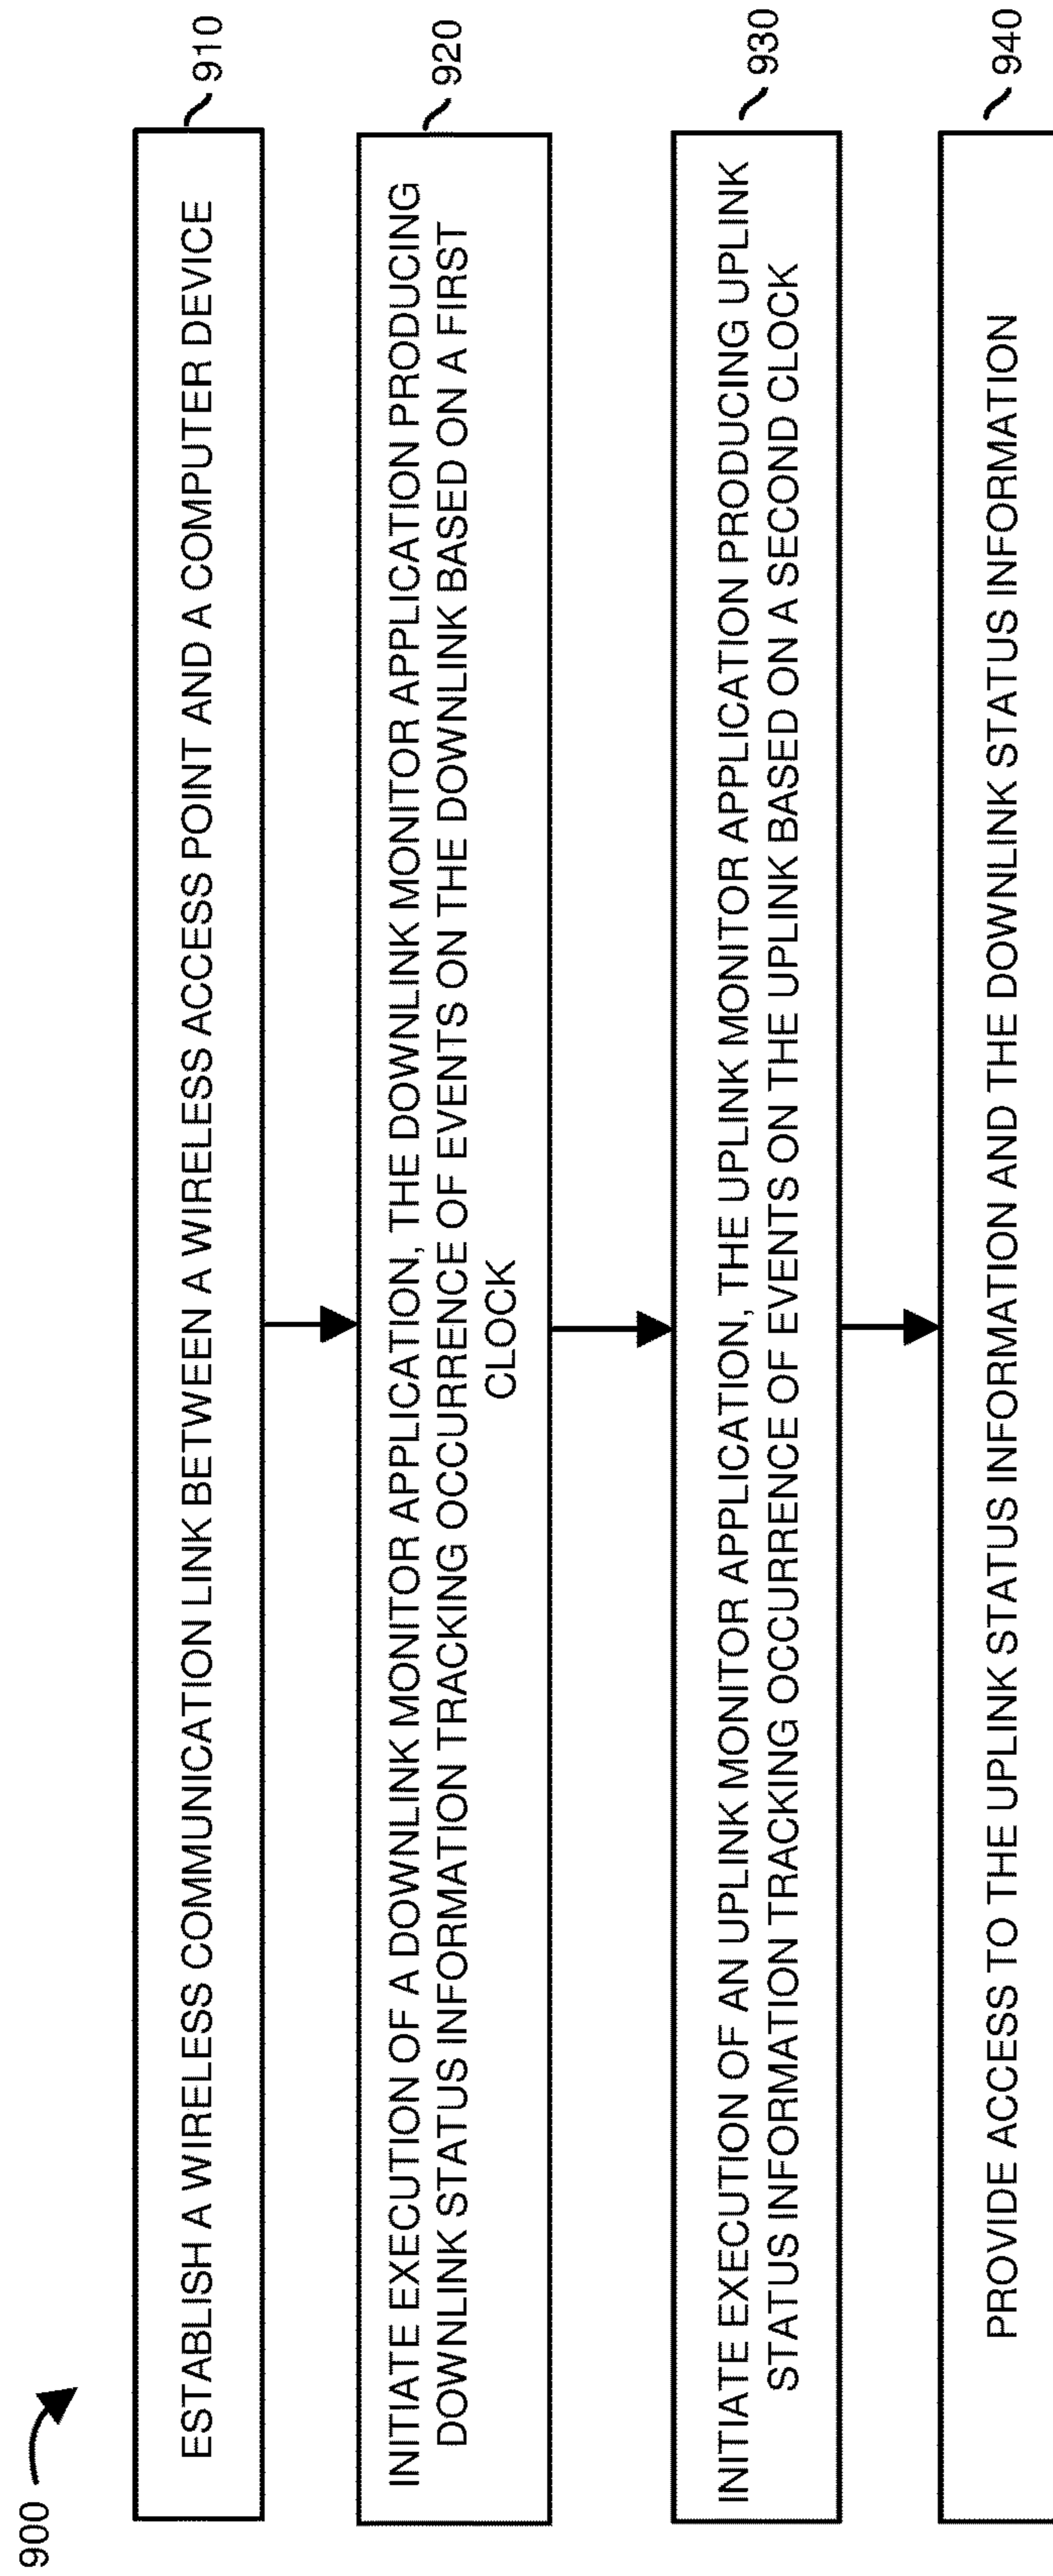 900
ESTABLISH A WIRELESS COMMUNICATION LINK BETWEEN A WIRELESS ACCESS POINT AND A COMPUTER DEVICE
910
INITIATE EXECUTION OF A DOWNLINK MONITOR APPLICATION, THE DOWNLINK MONITOR APPLICATION PRODUCING
DOWNLINK STATUS INFORMATION TRACKING OCCURRENCE OF EVENTS ON THE DOWNLINK BASED ON A FIRST
CLOCK
920
INITIATE EXECUTION OF AN UPLINK MONITOR APPLICATION, THE UPLINK MONITOR APPLICATION PRODUCING UPLINK
STATUS INFORMATION TRACKING OCCURRENCE OF EVENTS ON THE UPLINK BASED ON A SECOND CLOCK
930
PROVIDE ACCESS TO THE UPLINK STATUS INFORMATION AND THE DOWNLINK STATUS INFORMATION
940